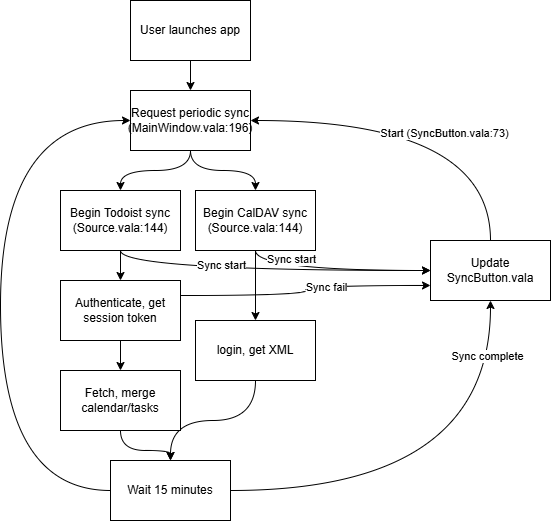 User launches app
Request periodic sync
(MainWindow.vala:196)
Start (SyncButton.vala:73)
Begin Todoist sync
(Source.vala:144)
Begin CalDAV sync
(Source.vala:144)
Sync start
Sync start
Update
SyncButton.vala
Authenticate, get
session token
Sync fail
login, get XML
Sync complete
Fetch, merge
calendar/tasks
Wait 15 minutes